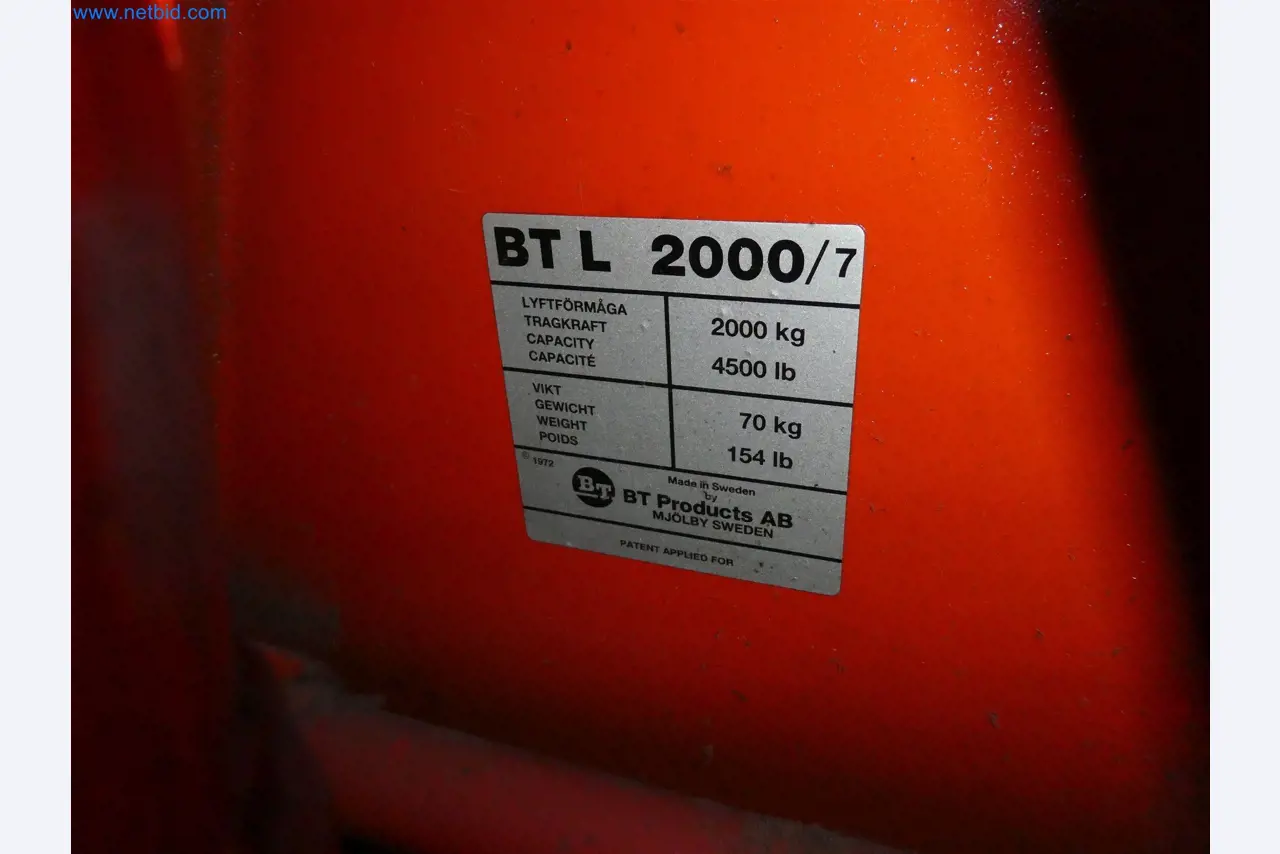 www.netbid.com
BT L 2000/7
LYFTFÖRMÅGA
TRAGKRAFT
CAPACITY
CAPACITÉ
2000 kg
4500 lb
VIKT
GEWICHT
WEIGHT
POIDS
70 kg
154 lb
© 1972
BT
Made in Sweden
by
BT Products AB
MJÖLBY SWEDEN
PATENT APPLIED FOR